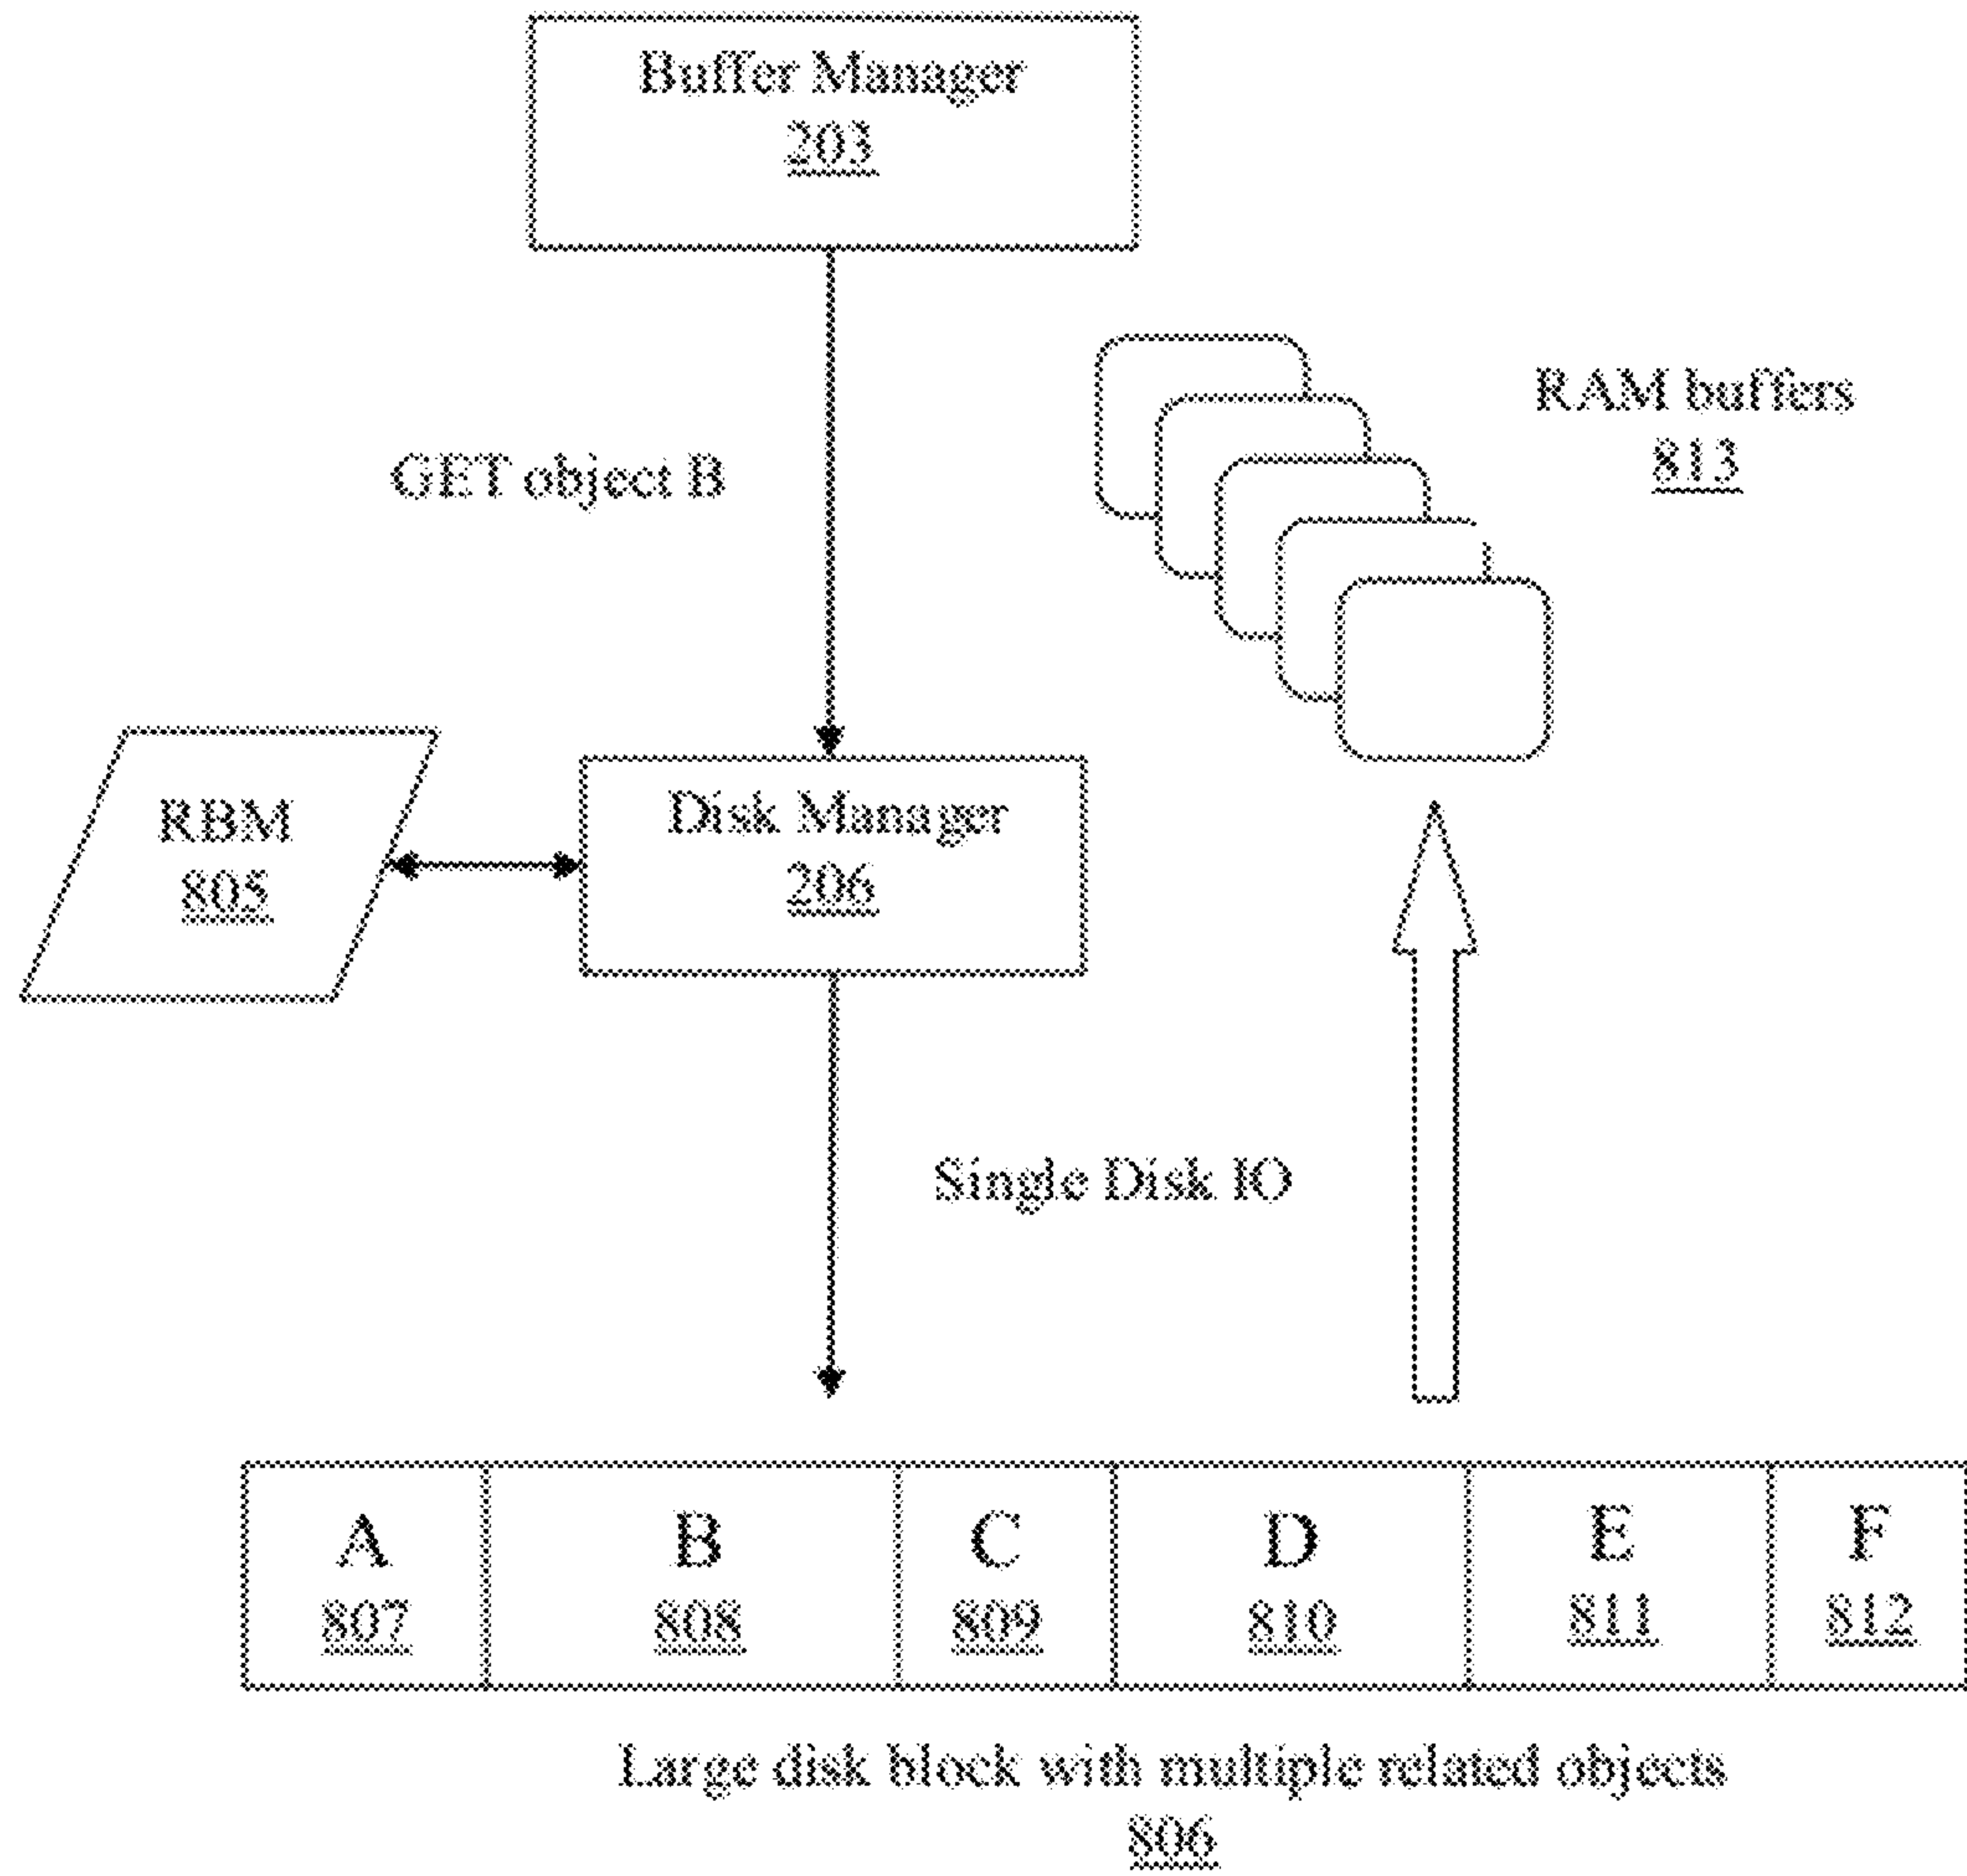 Buffer Manager
203
RAM buffers
813
GET object B
RBM
805
Disk Manager
206
Single Disk IO
A
807
B
808
C
809
D
810
E
811
F
812
Large disk block with multiple related objects
806